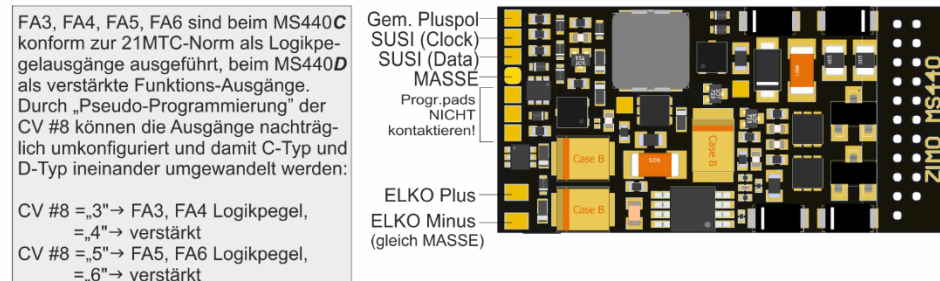 FA3, FA4, FA5, FA6 sind beim MS440C
konform zur 21MTC-Norm als Logikpe-
gelausgänge ausgeführt, beim MS440D
als verstärkte Funktions-Ausgänge.
Durch „Pseudo-Programmierung" der
CV #8 können die Ausgänge nachträg-
lich umkonfiguriert und damit C-Typ und
D-Typ ineinander umgewandelt werden:
CV #8 =„3"→ FA3, FA4 Logikpegel,
=„4"→ verstärkt
CV #8 =„5"→ FA5, FA6 Logikpegel,
=„6"→ verstärkt
Gem. Pluspol
SUSI (Clock)
SUSI (Data)
MASSE
Progr.pads
NICHT
kontaktieren!
ELKO Plus
ELKO Minus
(gleich MASSE)
Case B
Case B
Case B
1206
ZIMO MS440